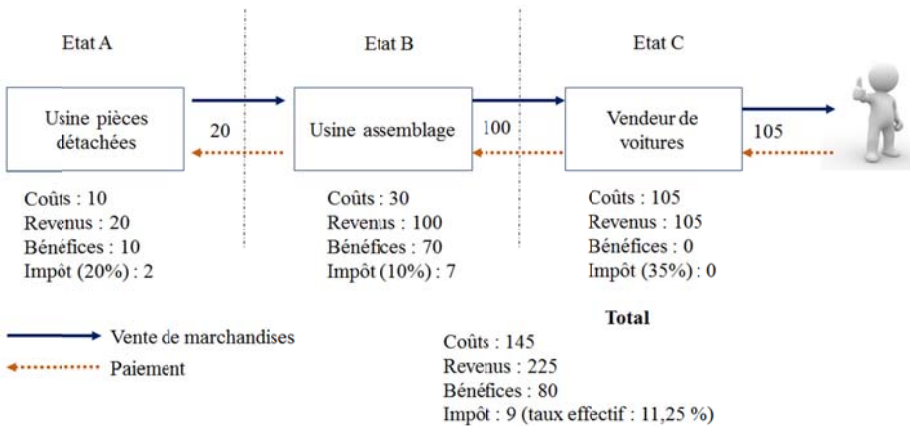 Etat A
Etat B
Etat C
Usine pièces
détachées
20
Usine assemblage
100
Vendeur de
voitures
105
Coûts : 10
Revenus : 20
Bénéfices : 10
Impôt (20%) : 2
Coûts : 30
Revenus : 100
Bénéfices : 70
Impôt (10%) : 7
Coûts : 105
Revenus : 105
Bénéfices : 0
Impôt (35%) : 0
Vente de marchandises
Paiement
Total
Coûts : 145
Revenus : 225
Bénéfices : 80
Impôt : 9 (taux effectif : 11,25 %)